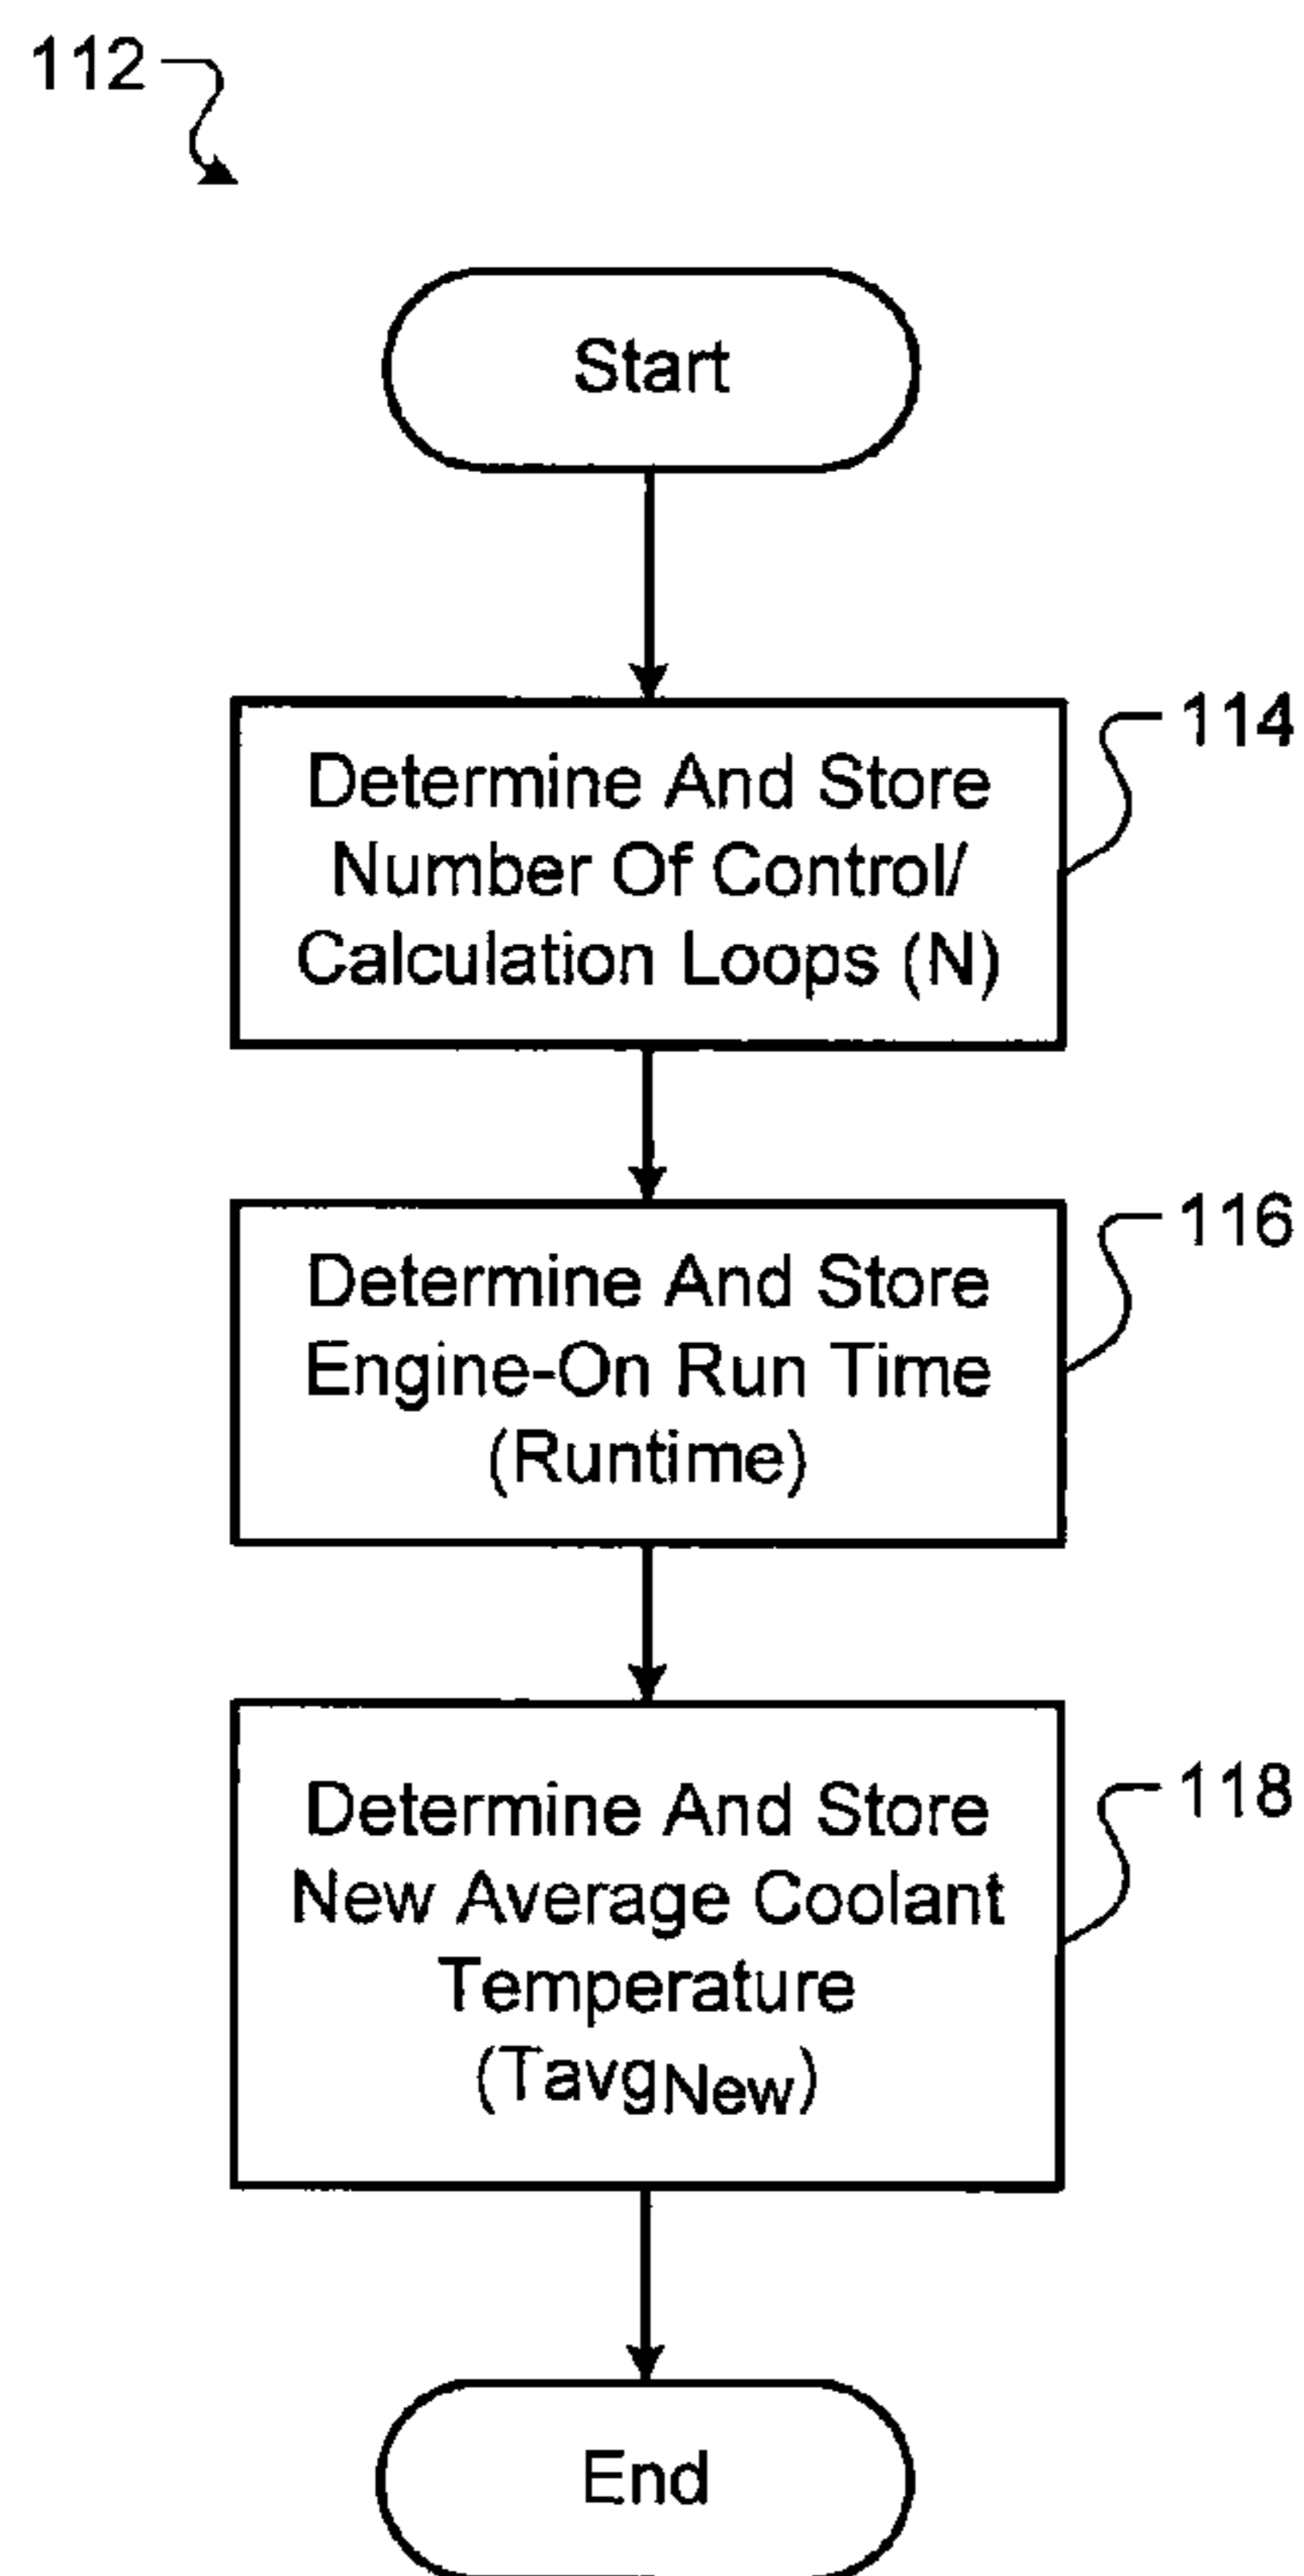 112
Start
Determine And Store
Number Of Control/
Calculation Loops (N)
114
Determine And Store
Engine-On Run Time
(Runtime)
116
Determine And Store
New Average Coolant
Temperature
(TavgNew)
118
End